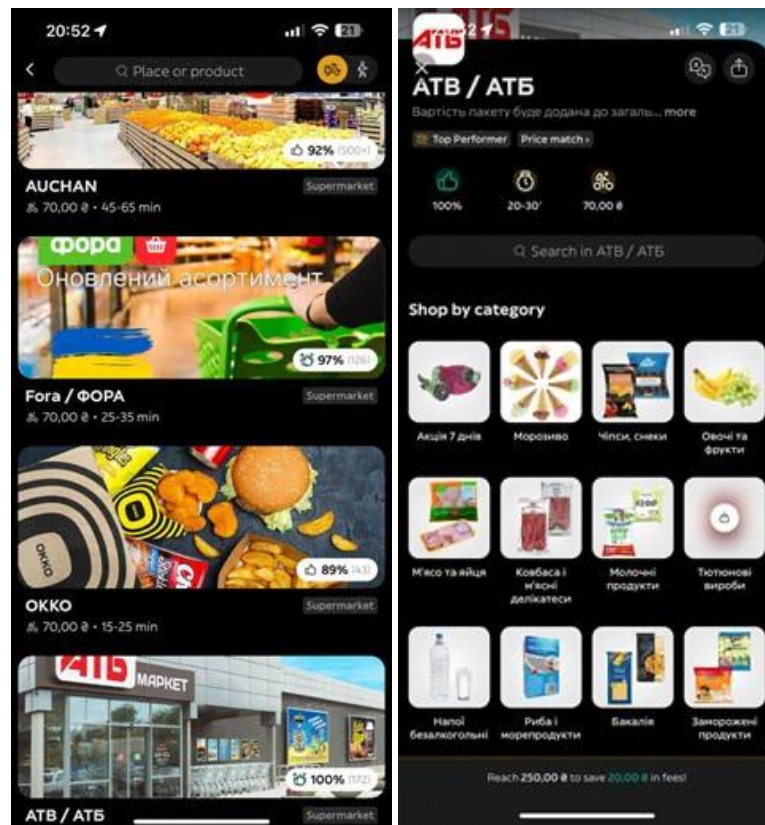 20:52
21
Place or product
92% (500+)
AUCHAN
Supermarket
70,00 ₴ • 45-65 min
фора
Оновлений асортимент
97% (126)
Fora / ФОРА
Supermarket
70,00 ₴ • 25-35 min
OKKO
89% (43)
OKKO
Supermarket
70,00 ₴ • 15-25 min
АТБ МАРКЕТ
100% (172)
ATB / АТБ
Supermarket
АТБ
21
ATB / АТБ
Вартість пакету буде додана до загаль... more
Top Performer
Price match ›
100%
20-30'
70,00 ₴
Search in ATB / АТБ
Shop by category
Акція 7 днів
Морозиво
Чіпси, снеки
Овочі та
фрукти
М'ясо та яйця
Ковбаса і
м'ясні
делікатеси
Молочні
продукти
Тютюнові
вироби
Напої
безалкогольні
Риба і
морепродукти
Бакалія
Заморожені
продукти
Reach 250,00 ₴ to save 20,00 ₴ in fees!